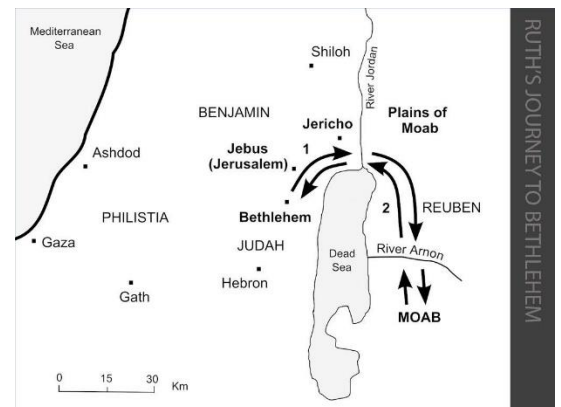 Mediterranean
Sea
Shiloh
River Jordan
BENJAMIN
Jericho
Plains of
Moab
Jebus
(Jerusalem)
1
Ashdod
Bethlehem
2
REUBEN
PHILISTIA
Gaza
JUDAH
Dead
Sea
River Arnon
Hebron
Gath
MOAB
0 15 30
Km
RUTH'S JOURNEY TO BETHLEHEM